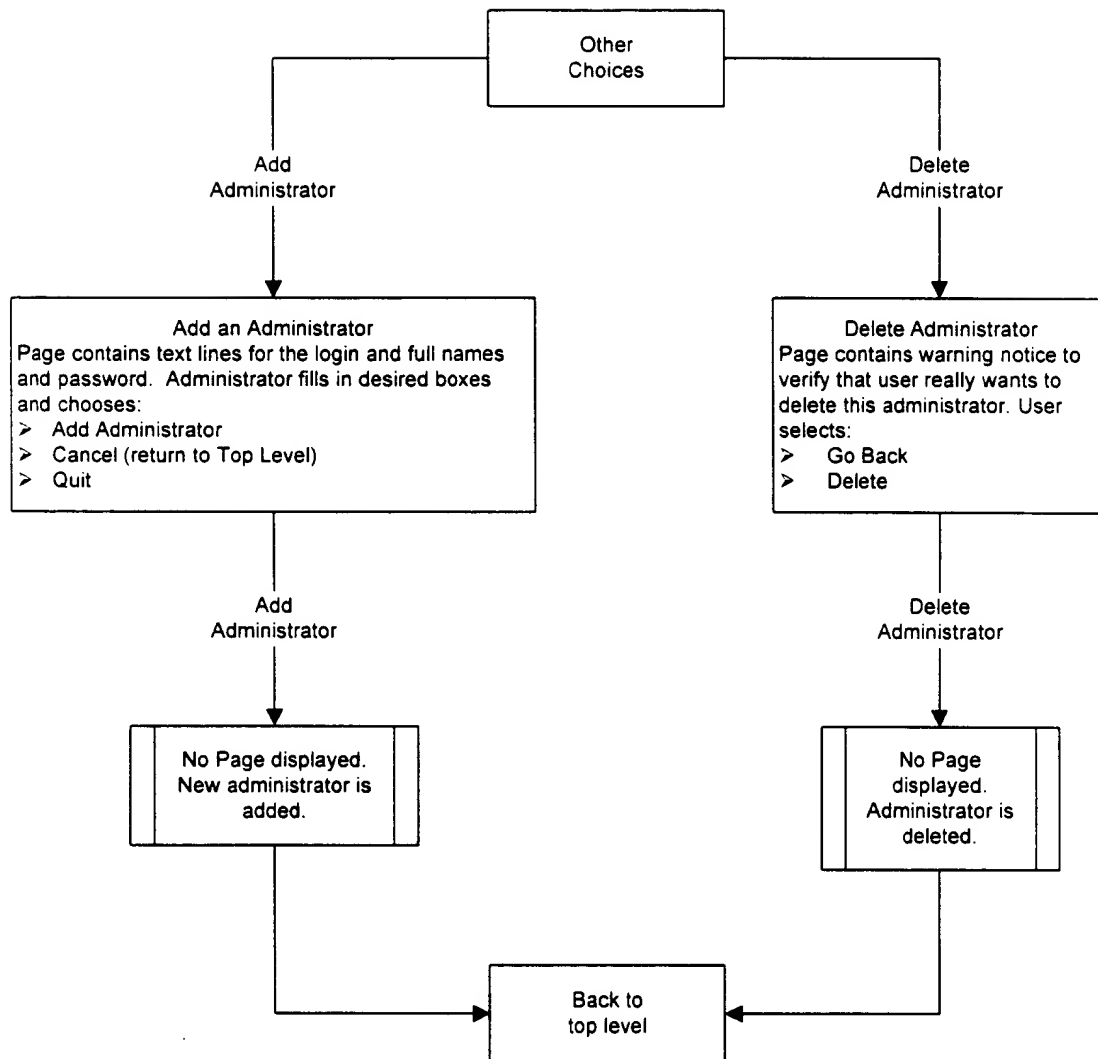 Other
Choices
Add
Administrator
Delete
Administrator
Add an Administrator
Page contains text lines for the login and full names
and password. Administrator fills in desired boxes
and chooses:
➢ Add Administrator
➢ Cancel (return to Top Level)
➢ Quit
Delete Administrator
Page contains warning notice to
verify that user really wants to
delete this administrator. User
selects:
➢ Go Back
➢ Delete
Add
Administrator
Delete
Administrator
No Page displayed.
New administrator is
added.
No Page
displayed.
Administrator is
deleted.
Back to
top level